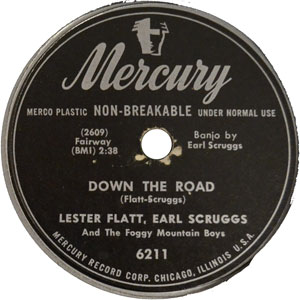 Mercury
MERCO PLASTIC NON-BREAKABLE UNDER NORMAL USE
(2609)
Fairway
(BMI) 2:38
Banjo by
Earl Scruggs
DOWN THE ROAD
(Flatt-Scruggs)
LESTER FLATT, EARL SCRUGGS
And The Foggy Mountain Boys
6211
MERCURY RECORD CORP. CHICAGO, ILLINOIS U.S.A.